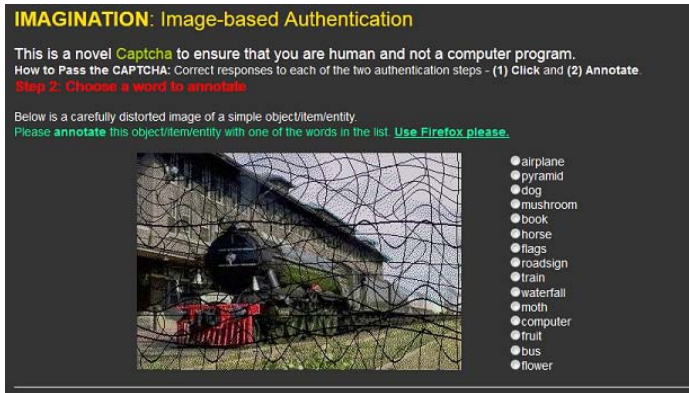 IMAGINATION: Image-based Authentication
This is a novel Captcha to ensure that you are human and not a computer program.
How to Pass the CAPTCHA: Correct responses to each of the two authentication steps - (1) Click and (2) Annotate.
Step 2: Choose a word to annotate
Below is a carefully distorted image of a simple object/item/entity.
Please annotate this object/item/entity with one of the words in the list. Use Firefox please.
airplane
pyramid
dog
mushroom
book
horse
flags
roadsign
train
waterfall
moth
computer
fruit
bus
flower